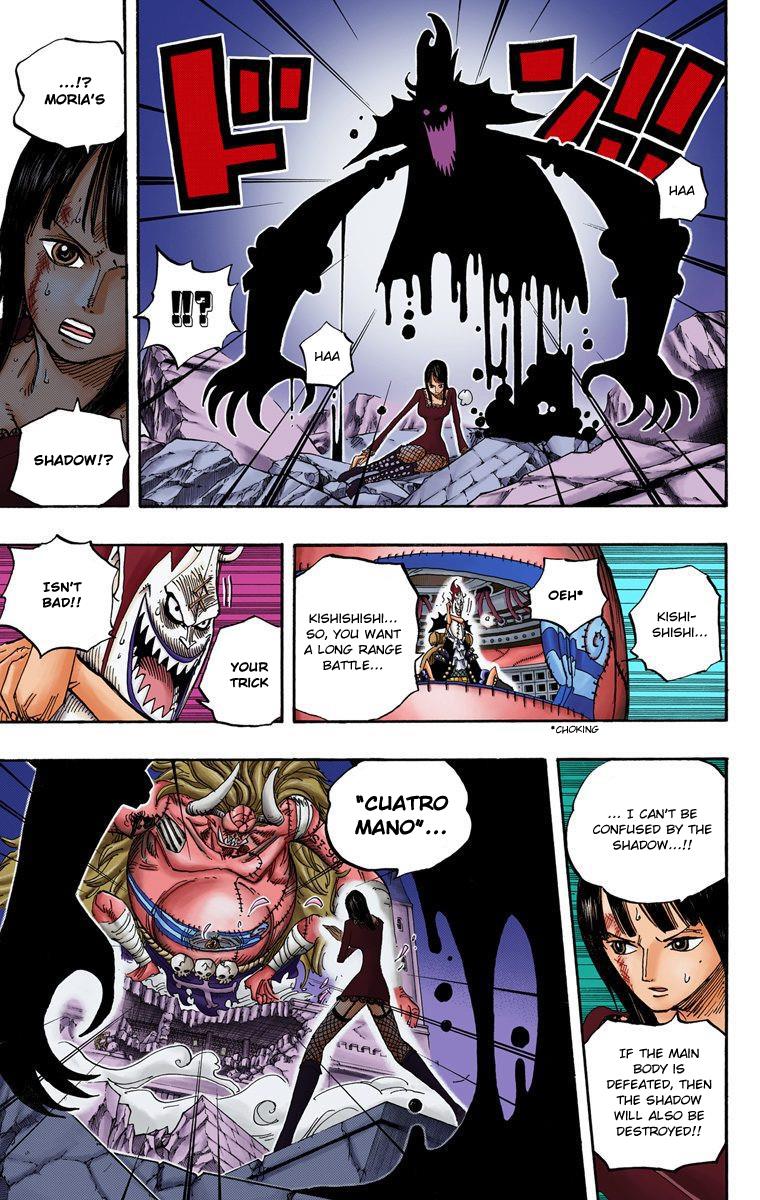 ドン!!
HAA
HAA
!!?
...!?
MORIA'S
SHADOW!?
KISHI-
SHISHI...
OEH*
KISHISHISHI...
SO, YOU WANT
A LONG RANGE
BATTLE...
*CHOKING
YOUR
TRICK
ISN'T
BAD!!
... I CAN'T BE
CONFUSED BY THE
SHADOW...!!
IF THE MAIN
BODY IS
DEFEATED, THEN
THE SHADOW
WILL ALSO BE
DESTROYED!!
"CUATRO
MANO"...